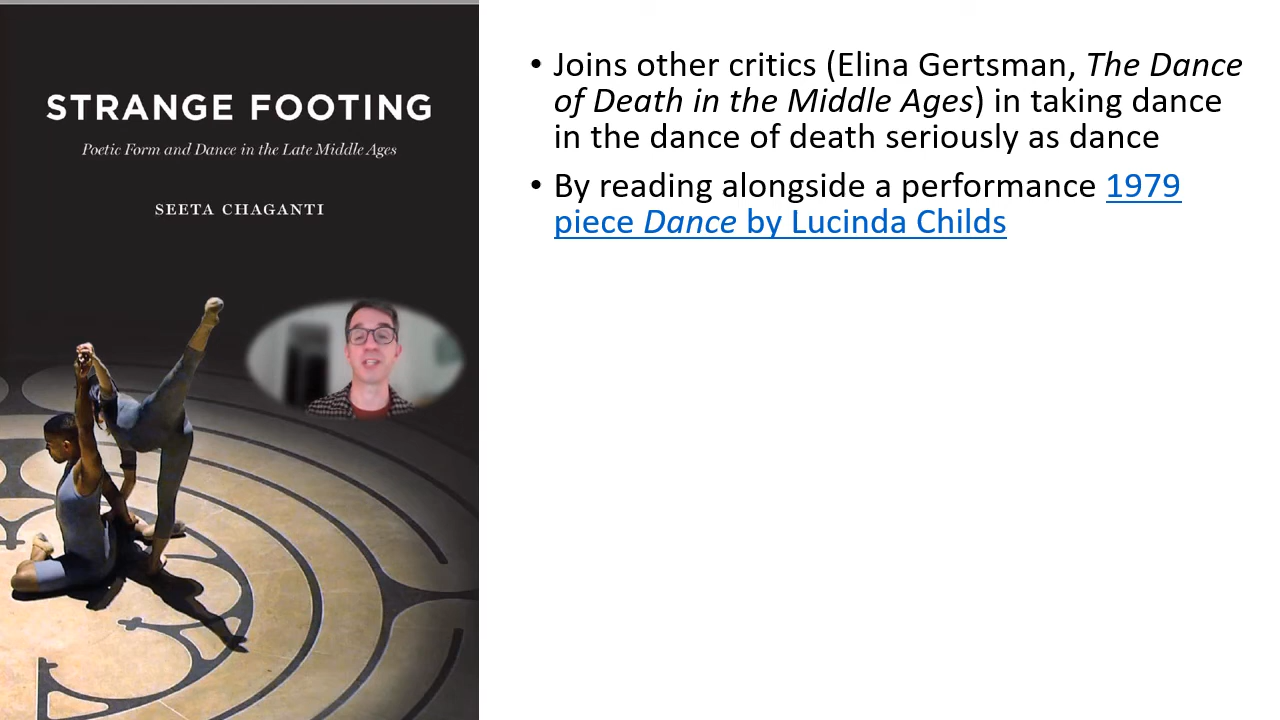 STRANGE FOOTING
Poetic Form and Dance in the Late Middle Ages
SEETA CHAGANTI
• Joins other critics (Elina Gertsman, The Dance
of Death in the Middle Ages) in taking dance
in the dance of death seriously as dance
• By reading alongside a performance 1979
piece Dance by Lucinda Childs